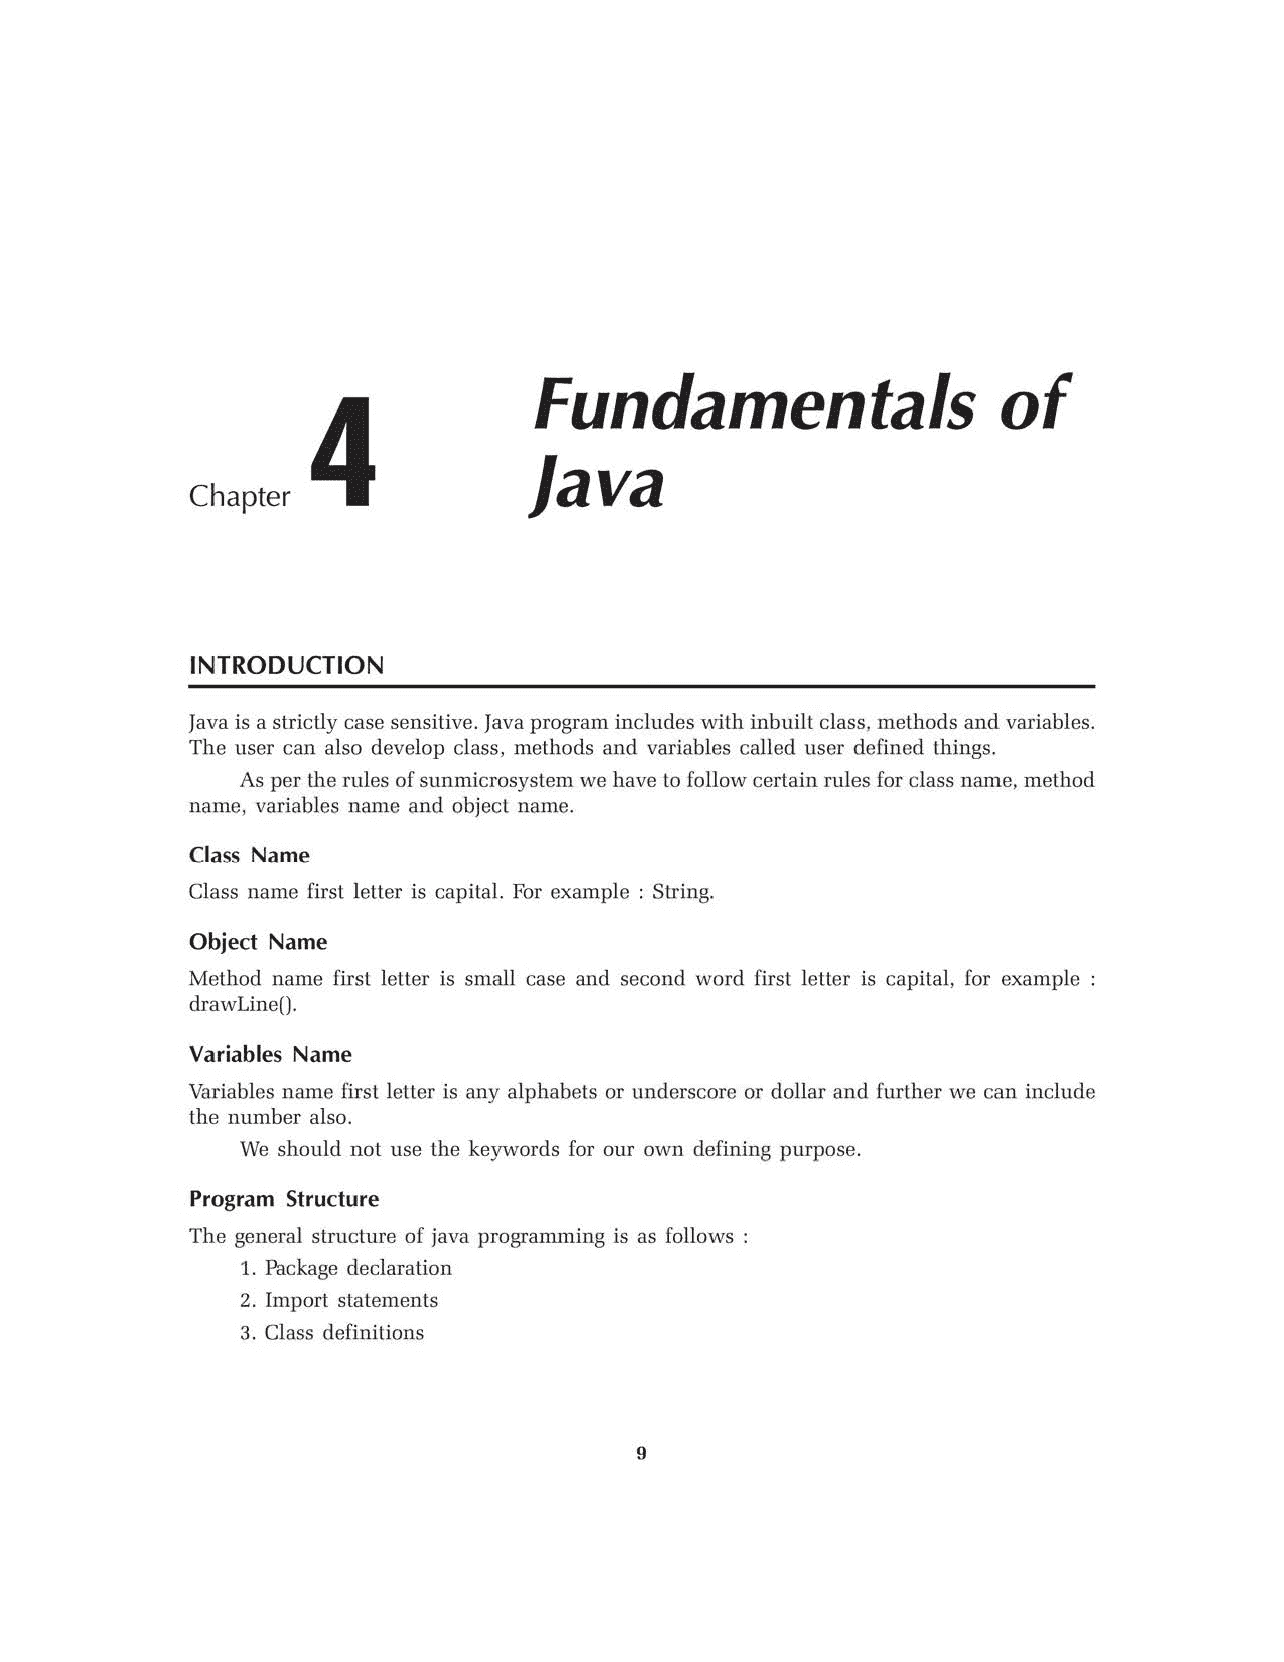 Chapter 4
Fundamentals of
Java
INTRODUCTION
Java is a strictly case sensitive. Java program includes with inbuilt class, methods and variables.
The user can also develop class, methods and variables called user defined things.
As per the rules of sunmicrosystem we have to follow certain rules for class name, method
name, variables name and object name.
Class Name
Class name first letter is capital. For example : String.
Object Name
Method name first letter is small case and second word first letter is capital, for example :
drawLine().
Variables Name
Variables name first letter is any alphabets or underscore or dollar and further we can include
the number also.
We should not use the keywords for our own defining purpose.
Program Structure
The general structure of java programming is as follows :
1. Package declaration
2. Import statements
3. Class definitions
9